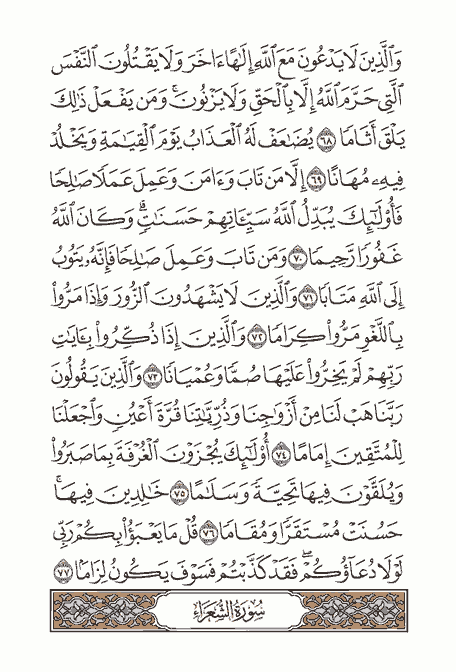 وَٱلَّذِينَ لَا يَدۡعُونَ مَعَ ٱللَّهِ إِلَٰهًا ءَاخَرَ وَلَا يَقۡتُلُونَ ٱلنَّفۡسَ
ٱلَّتِي حَرَّمَ ٱللَّهُ إِلَّا بِٱلۡحَقِّ وَلَا يَزۡنُونَۚ وَمَن يَفۡعَلۡ ذَٰلِكَ
يَلۡقَ أَثَامٗا ٦٨ يُضَٰعَفۡ لَهُ ٱلۡعَذَابُ يَوۡمَ ٱلۡقِيَٰمَةِ وَيَخۡلُدۡ
فِيهِۦ مُهَانًا ٦٩ إِلَّا مَن تَابَ وَءَامَنَ وَعَمِلَ عَمَلٗا صَٰلِحٗا
فَأُوْلَٰٓئِكَ يُبَدِّلُ ٱللَّهُ سَيِّـَٔاتِهِمۡ حَسَنَٰتٖۗ وَكَانَ ٱللَّهُ
غَفُورٗا رَّحِيمٗا ٧٠ وَمَن تَابَ وَعَمِلَ صَٰلِحٗا فَإِنَّهُۥ يَتُوبُ
إِلَى ٱللَّهِ مَتَابٗا ٧١ وَٱلَّذِينَ لَا يَشۡهَدُونَ ٱلزُّورَ وَإِذَا مَرُّواْ
بِٱللَّغۡوِ مَرُّواْ كِرَامٗا ٧٢ وَٱلَّذِينَ إِذَا ذُكِّرُواْ بِـَٔايَٰتِ
رَبِّهِمۡ لَمۡ يَخِرُّواْ عَلَيۡهَا صُمّٗا وَعُمۡيَانٗا ٧٣ وَٱلَّذِينَ يَقُولُونَ
رَبَّنَا هَبۡ لَنَا مِنۡ أَزۡوَٰجِنَا وَذُرِّيَّٰتِنَا قُرَّةَ أَعۡيُنٖ وَٱجۡعَلۡنَا
لِلۡمُتَّقِينَ إِمَامًا ٧٤ أُوْلَٰٓئِكَ يُجۡزَوۡنَ ٱلۡغُرۡفَةَ بِمَا صَبَرُواْ
وَيُلَقَّوۡنَ فِيهَا تَحِيَّةٗ وَسَلَٰمًا ٧٥ خَٰلِدِينَ فِيهَاۚ
حَسُنَتۡ مُسۡتَقَرّٗا وَمُقَامٗا ٧٦ قُلۡ مَا يَعۡبَؤُاْ بِكُمۡ رَبِّي
لَوۡلَا دُعَآؤُكُمۡۖ فَقَدۡ كَذَّبۡتُمۡ فَسَوۡفَ يَكُونُ لِزَامَۢا ٧٧
سُورَةُ الشُّعَرَاءِ